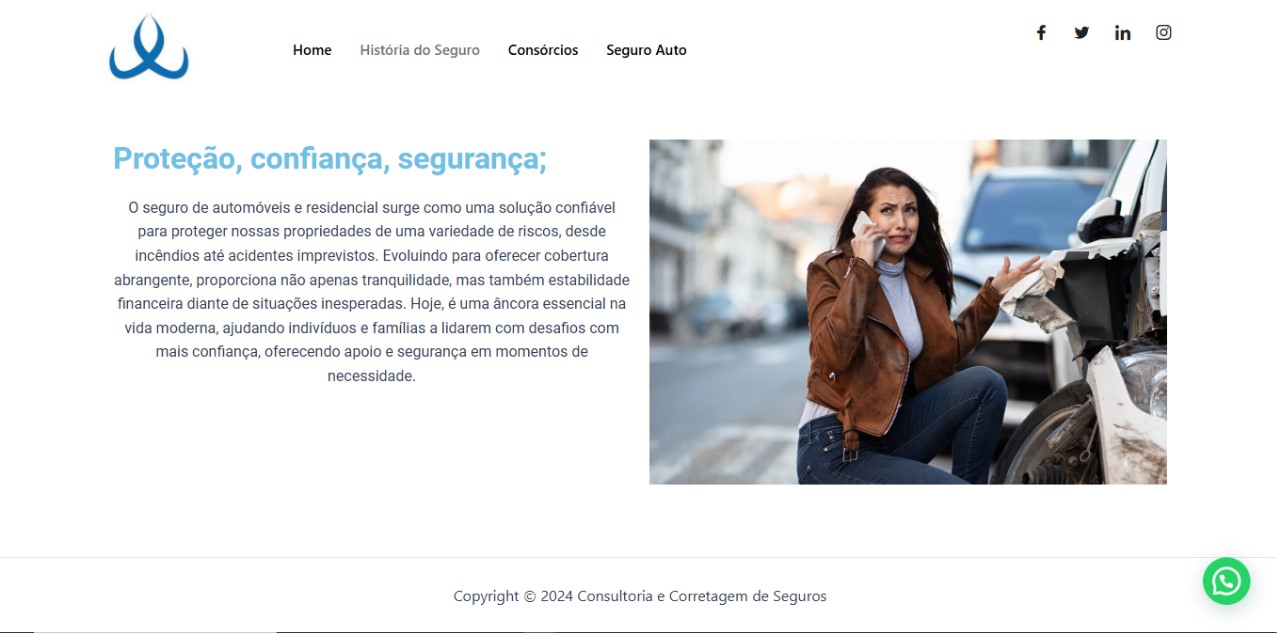 Home
História do Seguro
Consórcios
Seguro Auto
Proteção, confiança, segurança;
O seguro de automóveis e residencial surge como uma solução confiável
para proteger nossas propriedades de uma variedade de riscos, desde
incêndios até acidentes imprevistos. Evoluindo para oferecer cobertura
abrangente, proporciona não apenas tranquilidade, mas também estabilidade
financeira diante de situações inesperadas. Hoje, é uma âncora essencial na
vida moderna, ajudando indivíduos e famílias a lidarem com desafios com
mais confiança, oferecendo apoio e segurança em momentos de
necessidade.
Copyright © 2024 Consultoria e Corretagem de Seguros